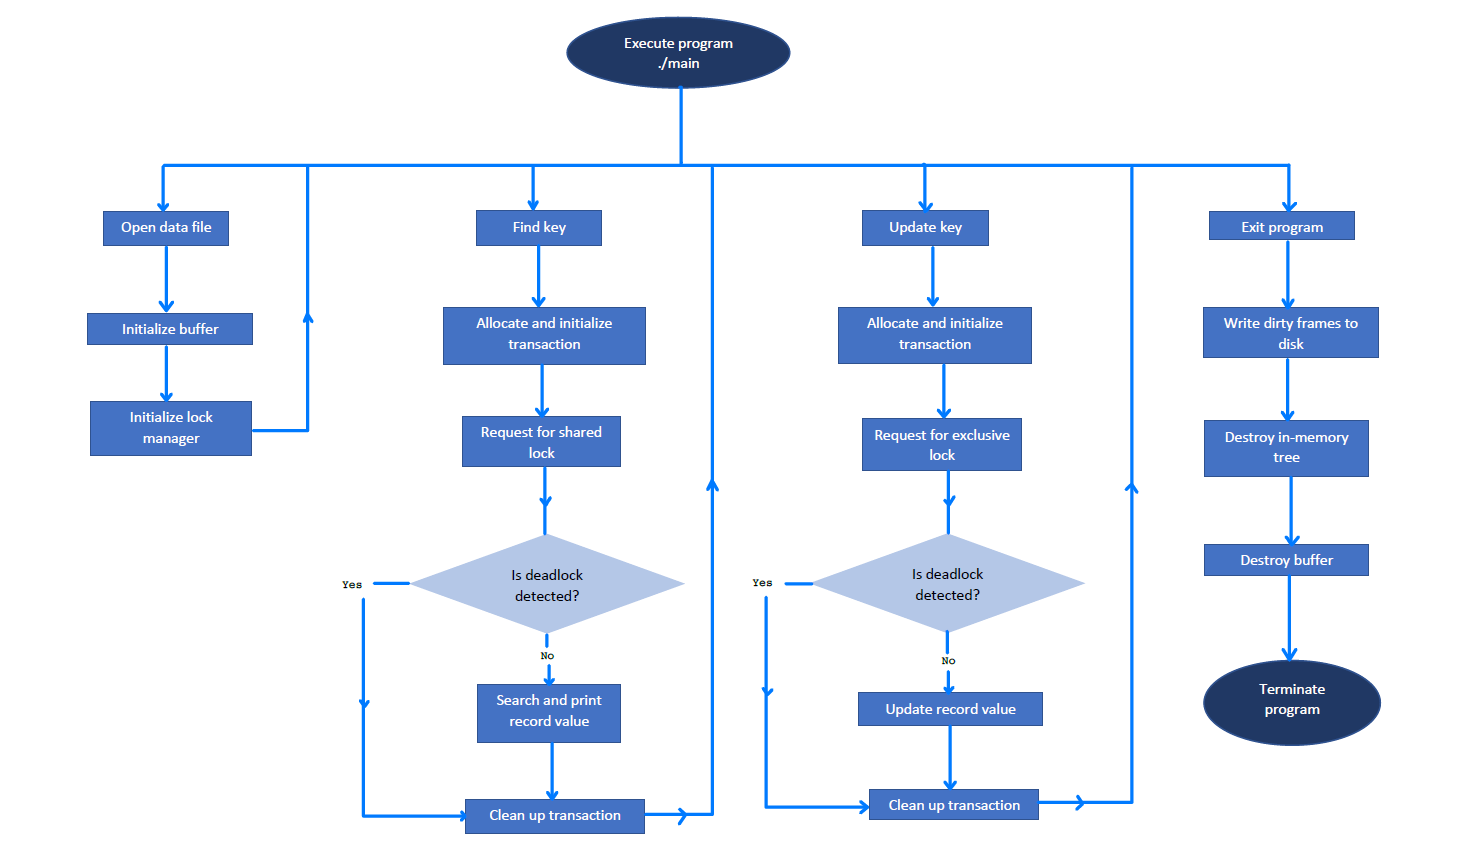 Execute program
./main
Open data file
Initialize buffer
Initialize lock
manager
Find key
Allocate and initialize
transaction
Request for shared
lock
Is deadlock
detected?
Yes
No
Search and print
record value
Clean up transaction
Update key
Allocate and initialize
transaction
Request for exclusive
lock
Is deadlock
detected?
Yes
No
Update record value
Clean up transaction
Exit program
Write dirty frames to
disk
Destroy in-memory
tree
Destroy buffer
Terminate
program